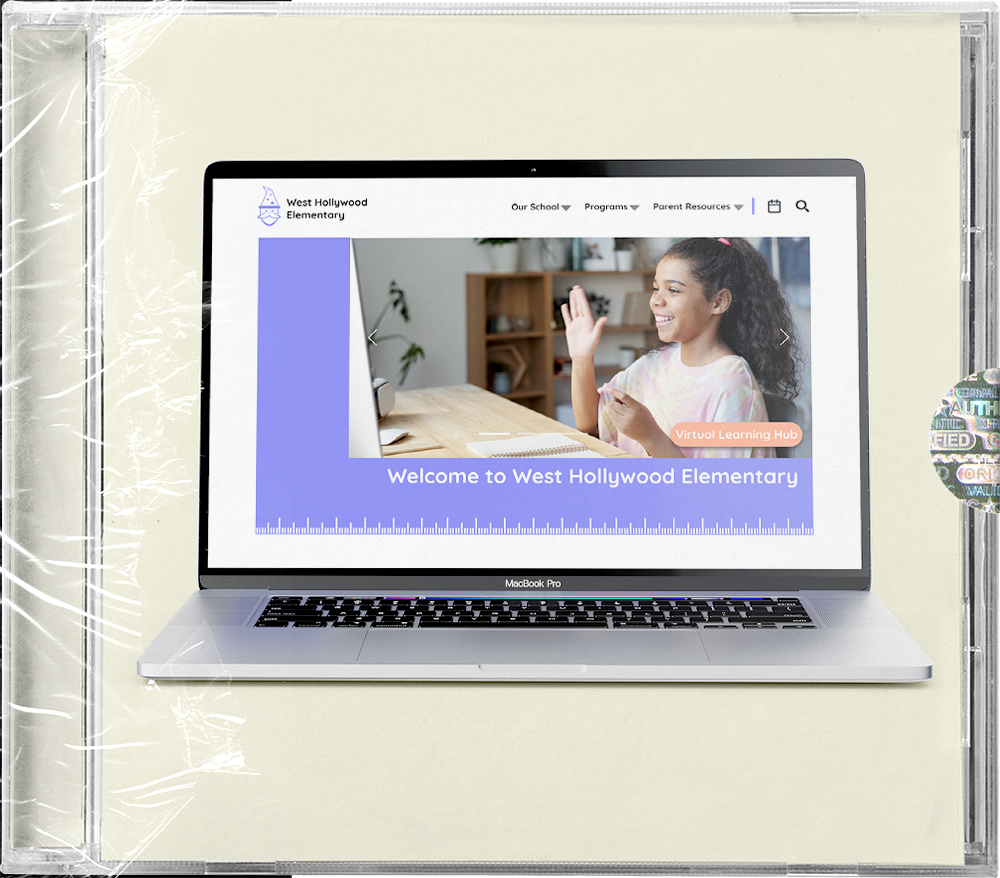 West Hollywood
Elementary
Our School
Programs
Parent Resources
Virtual Learning Hub
Welcome to West Hollywood Elementary
MacBook Pro
AUTH
FIED
ORI
VALID